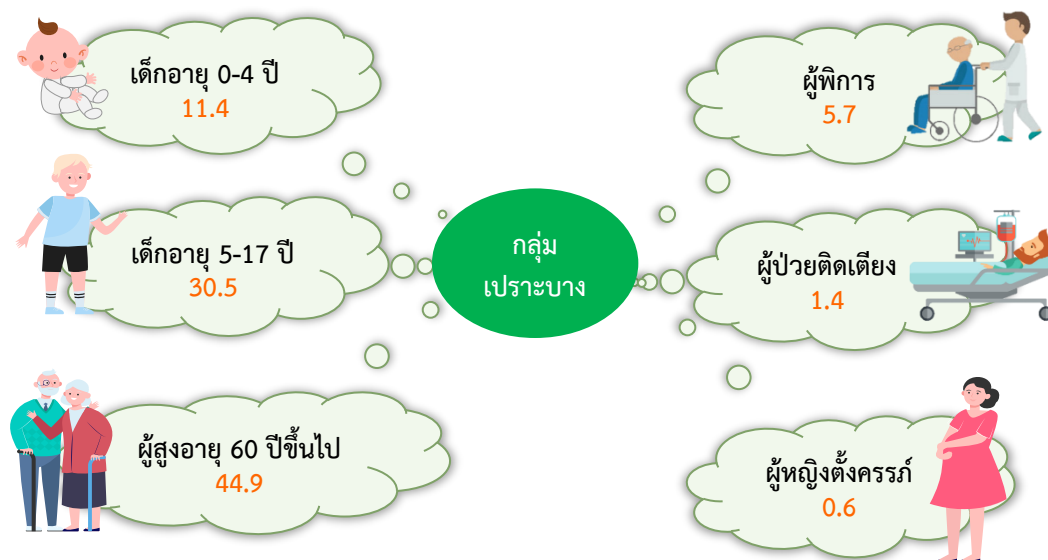 เด็กอายุ 0-4 ปี
11.4
เด็กอายุ 5-17 ปี
30.5
ผู้สูงอายุ 60 ปีขึ้นไป
44.9
กลุ่ม
เปราะบาง
ผู้พิการ
5.7
ผู้ป่วยติดเตียง
1.4
ผู้หญิงตั้งครรภ์
0.6